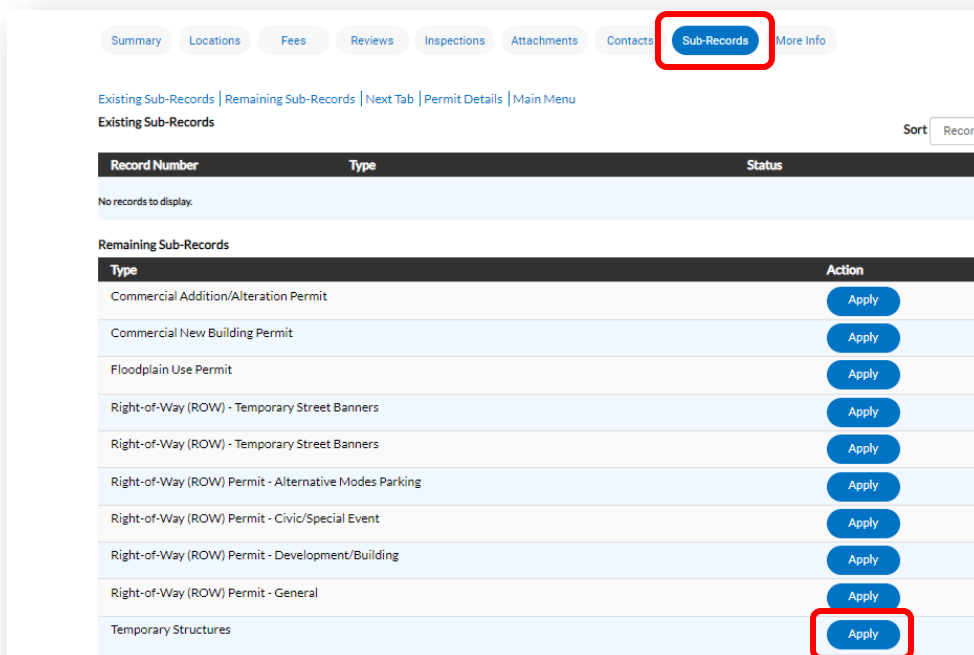 Summary Locations Fees Reviews Inspections Attachments Contacts Sub-Records More Info
Existing Sub-Records | Remaining Sub-Records | Next Tab | Permit Details | Main Menu
Existing Sub-Records
Sort Recor
Record Number Type Status
No records to display.
Remaining Sub-Records
Type Action
Commercial Addition/Alteration Permit Apply
Commercial New Building Permit Apply
Floodplain Use Permit Apply
Right-of-Way (ROW) - Temporary Street Banners Apply
Right-of-Way (ROW) - Temporary Street Banners Apply
Right-of-Way (ROW) Permit - Alternative Modes Parking Apply
Right-of-Way (ROW) Permit - Civic/Special Event Apply
Right-of-Way (ROW) Permit - Development/Building Apply
Right-of-Way (ROW) Permit - General Apply
Temporary Structures Apply